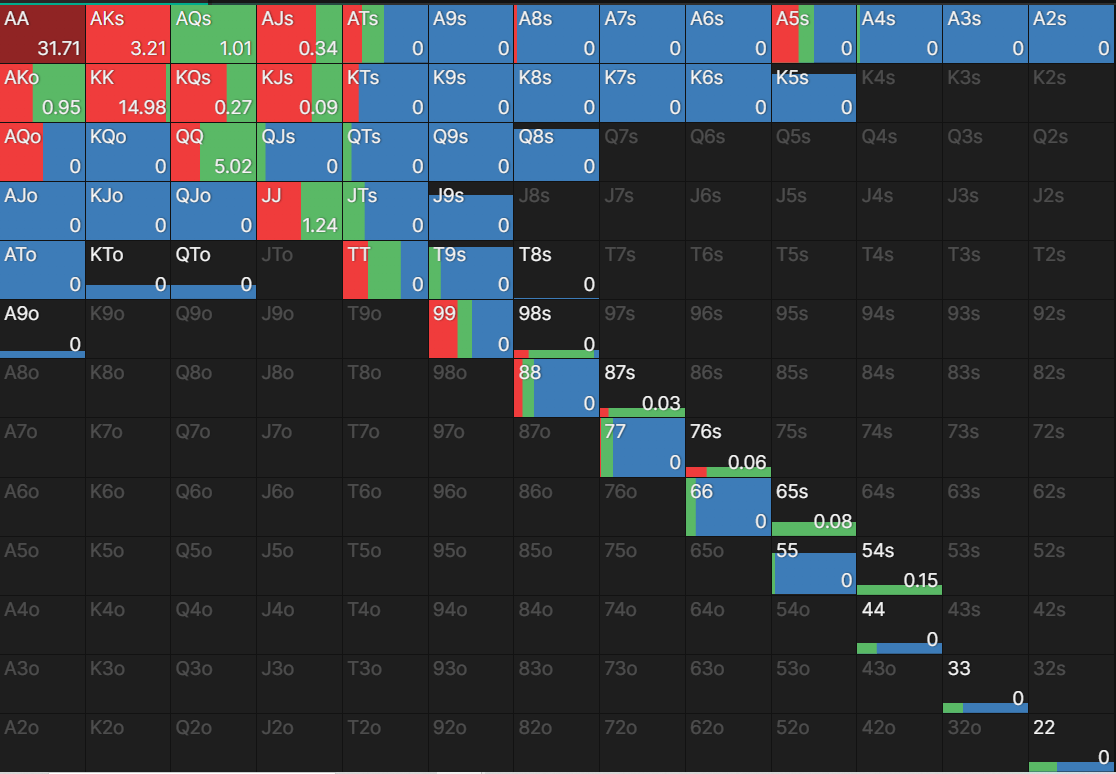 AA AKs AQs AJs ATs A9s A8s A7s A6s A5s A4s A3s A2s
31.71 3.21 1.01 0.34 0 0 0 0 0 0 0 0 0
AKo KK KQs KJs KTs K9s K8s K7s K6s K5s K4s K3s K2s
0.95 14.98 0.27 0.09 0 0 0 0 0 0
AQo KQo QQ QJs QTs Q9s Q8s Q7s Q6s Q5s Q4s Q3s Q2s
0 0 5.02 0 0 0 0
AJo KJo QJo JJ JTs J9s J8s J7s J6s J5s J4s J3s J2s
0 0 0 1.24 0 0
ATo KTo QTo JTo TT T9s T8s T7s T6s T5s T4s T3s T2s
0 0 0 0 0 0
A9o K9o Q9o J9o T9o 99 98s 97s 96s 95s 94s 93s 92s
0 0 0
A8o K8o Q8o J8o T8o 98o 88 87s 86s 85s 84s 83s 82s
0 0.03
A7o K7o Q7o J7o T7o 97o 87o 77 76s 75s 74s 73s 72s
0 0.06
A6o K6o Q6o J6o T6o 96o 86o 76o 66 65s 64s 63s 62s
0 0.08
A5o K5o Q5o J5o T5o 95o 85o 75o 65o 55 54s 53s 52s
0 0.15
A4o K4o Q4o J4o T4o 94o 84o 74o 64o 54o 44 43s 42s
0
A3o K3o Q3o J3o T3o 93o 83o 73o 63o 53o 43o 33 32s
0
A2o K2o Q2o J2o T2o 92o 82o 72o 62o 52o 42o 32o 22
0